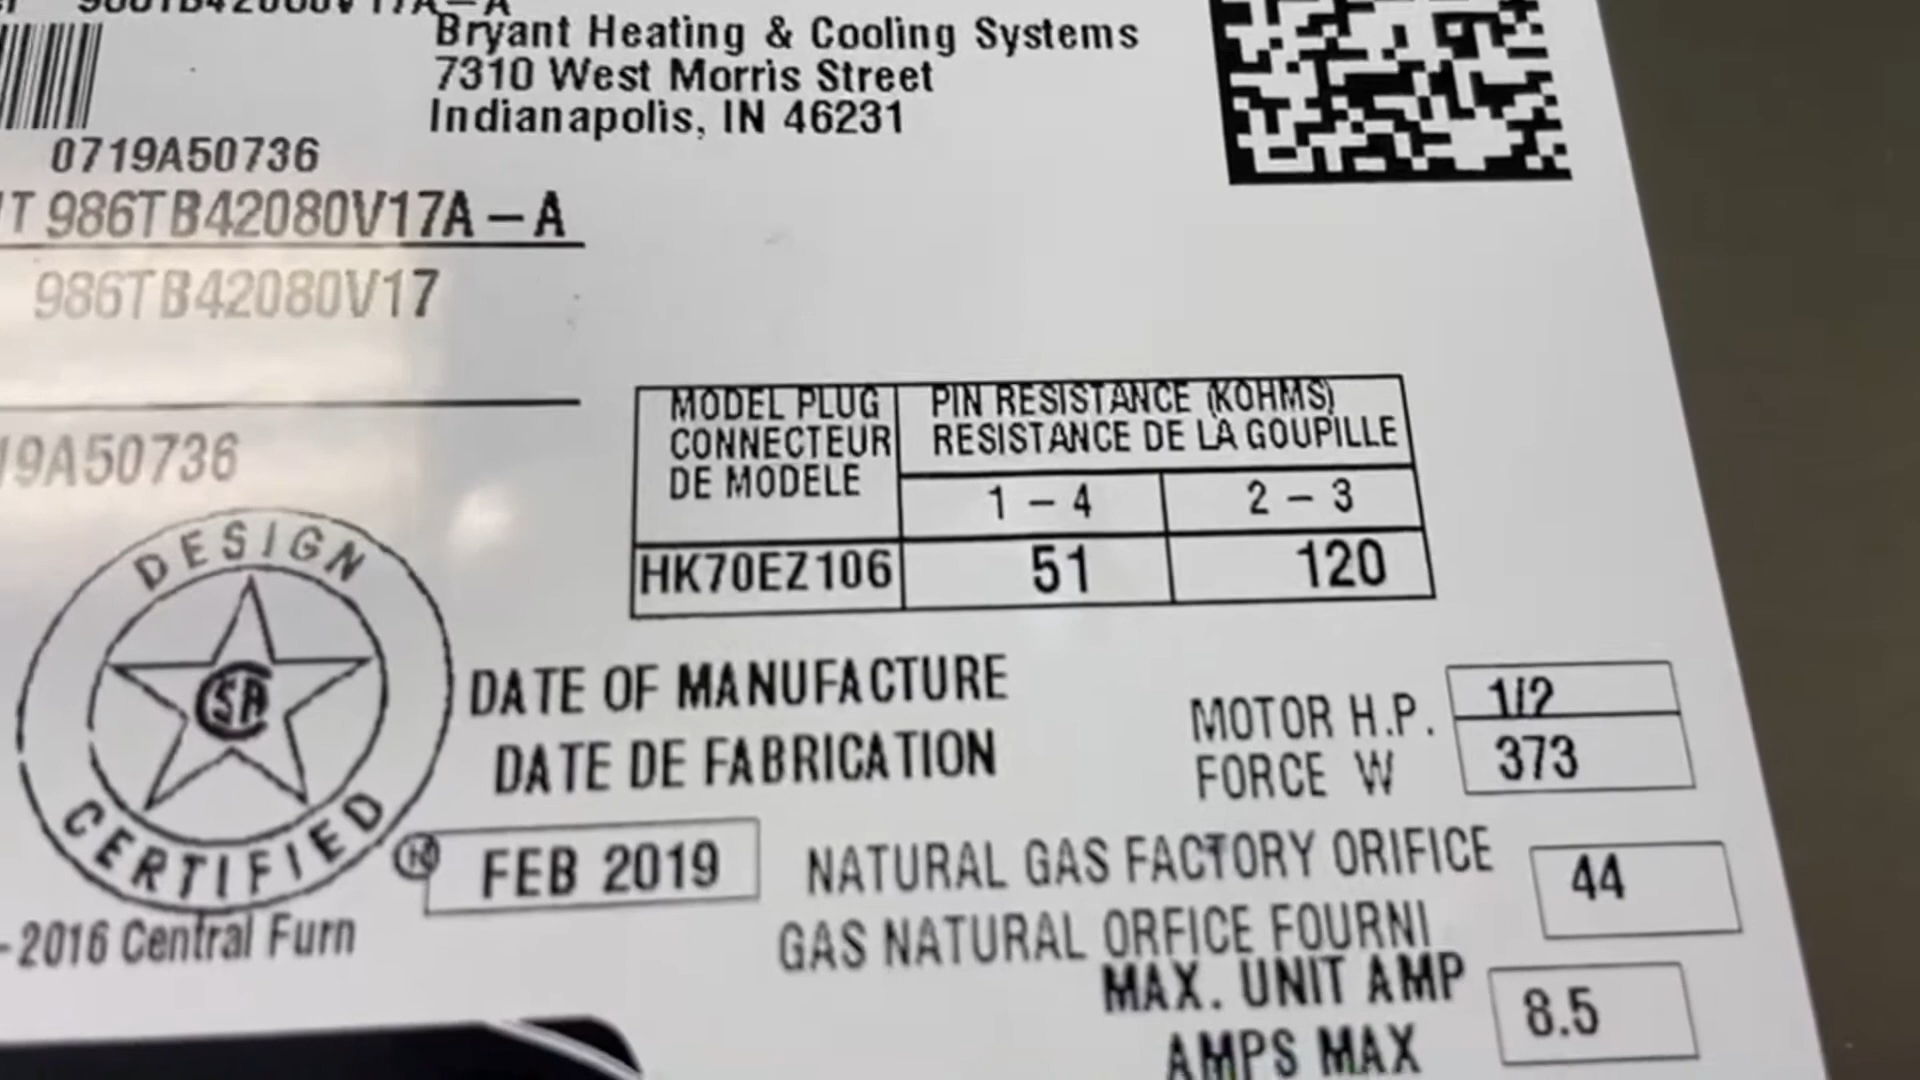 986TB42080V17A-A
Bryant Heating & Cooling Systems
7310 West Morris Street
Indianapolis, IN 46231
0719A50736
T 986TB42080V17A-A
986TB42080V17
19A50736
MODEL PLUG
CONNECTEUR
DE MODELE
PIN RESISTANCE (KOHMS)
RESISTANCE DE LA GOUPILLE
1 - 4
2 - 3
HK70EZ106
51
120
DESIGN
CSA
CERTIFIED
®
DATE OF MANUFACTURE
DATE DE FABRICATION
FEB 2019
MOTOR H.P.
1/2
FORCE W
373
NATURAL GAS FACTORY ORIFICE
GAS NATURAL ORFICE FOURNI
44
-2016 Central Furn
MAX. UNIT AMP
AMPS MAX
8.5